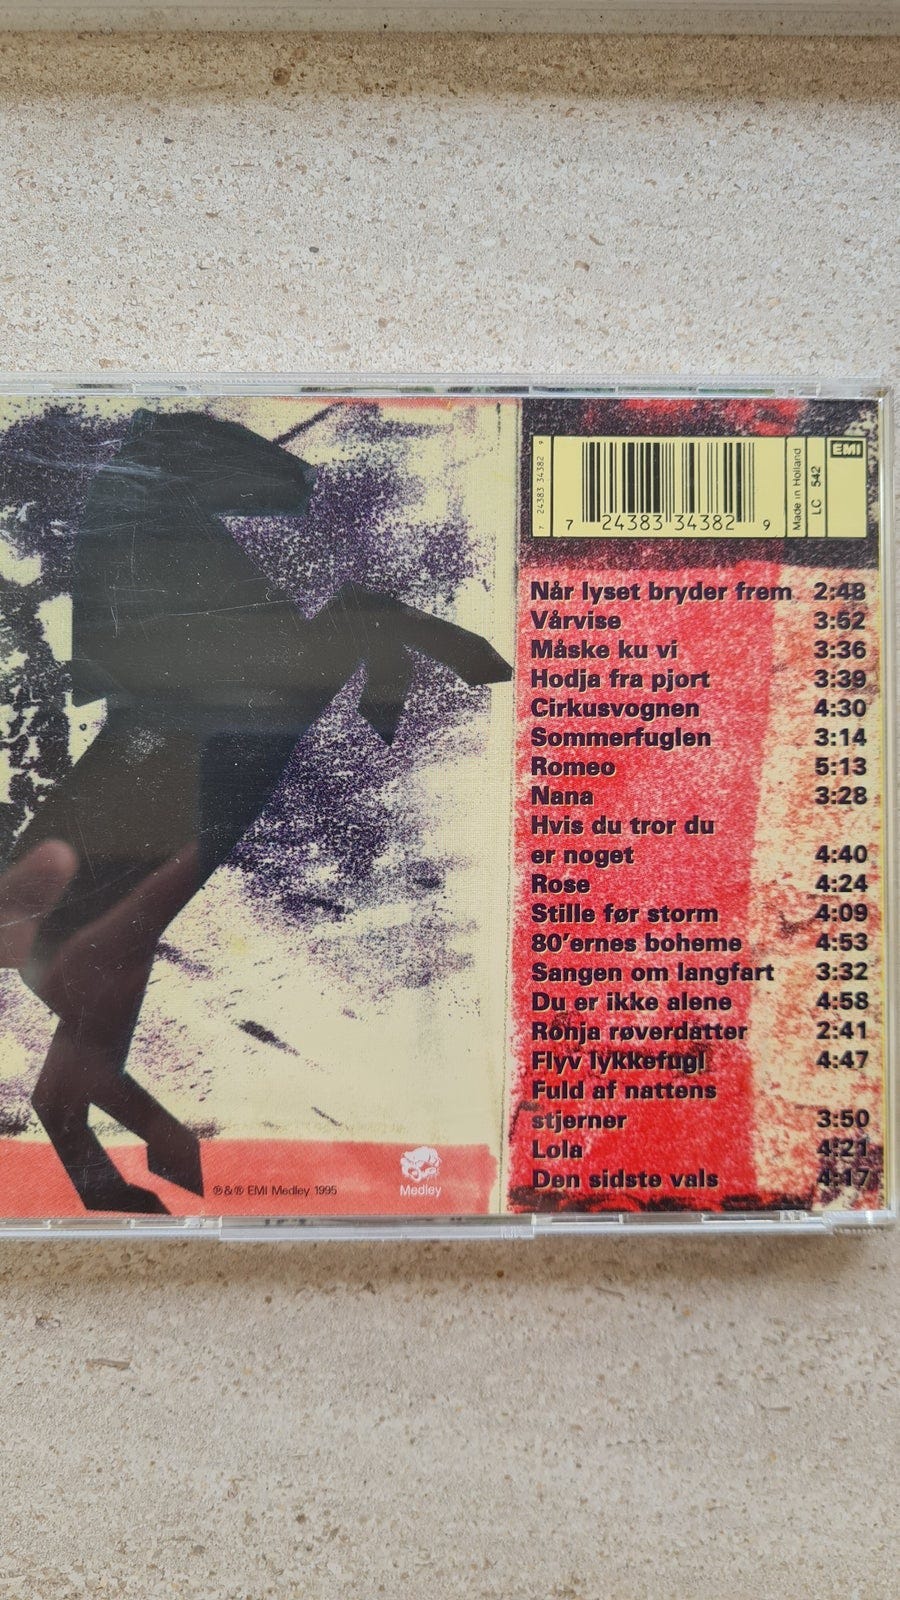 7 24383 34382 9
7 24383 34382 9
Made in Holland
LC 542
EMI
Når lyset bryder frem 2:48
Vårvise 3:52
Måske ku vi 3:36
Hodja fra pjort 3:39
Cirkusvognen 4:30
Sommerfuglen 3:14
Romeo 5:13
Nana 3:28
Hvis du tror du
er noget 4:40
Rose 4:24
Stille før storm 4:09
80'ernes boheme 4:53
Sangen om langfart 3:32
Du er ikke alene 4:58
Ronja røverdatter 2:41
Flyv lykkefugl 4:47
Fuld af nattens
stjerner 3:50
Lola 4:21
Den sidste vals 4:17
℗&© EMI Medley 1995
Medley